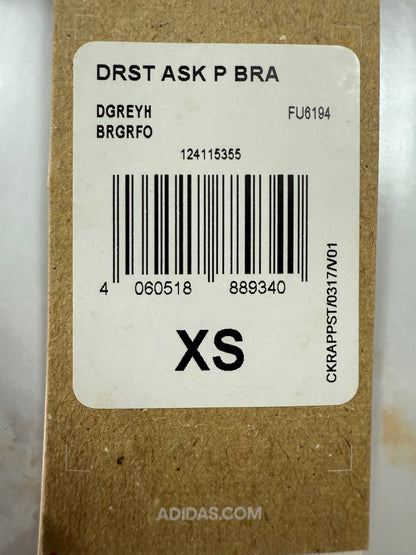 DRST ASK P BRA
DGREYH FU6194
BRGRFO
124115355
4 060518 889340
XS
CKRAPPST/0317/V01
ADIDAS.COM